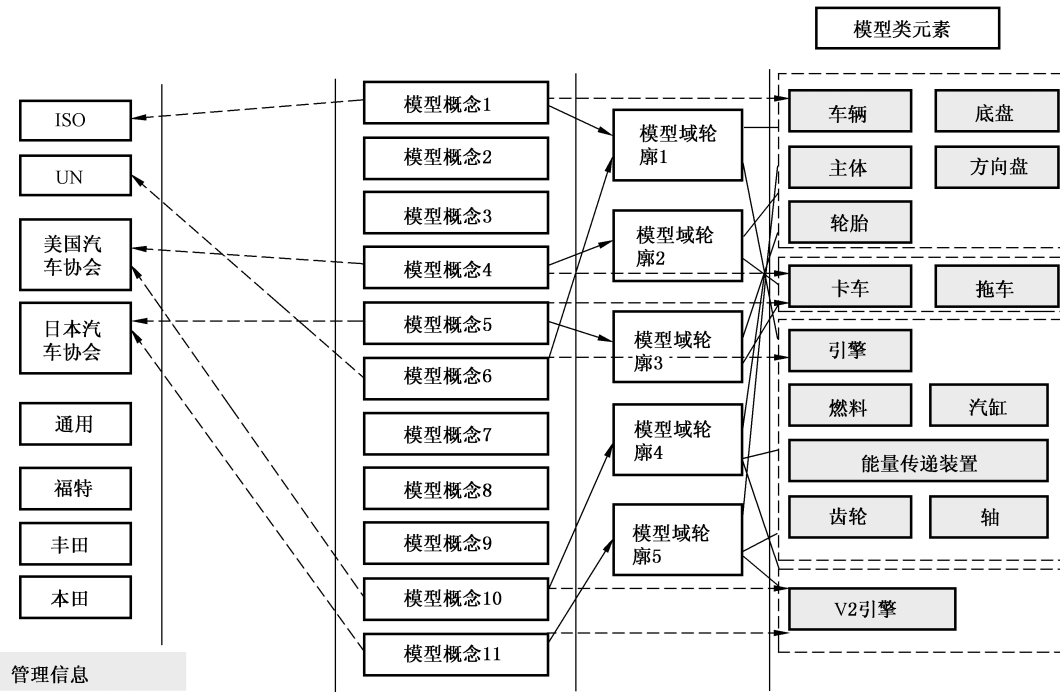 模型类元素
ISO
UN
美国汽
车协会
日本汽
车协会
通用
福特
丰田
本田
管理信息
模型概念1
模型概念2
模型概念3
模型概念4
模型概念5
模型概念6
模型概念7
模型概念8
模型概念9
模型概念10
模型概念11
模型域轮
廓1
模型域轮
廓2
模型域轮
廓3
模型域轮
廓4
模型域轮
廓5
车辆
底盘
主体
方向盘
轮胎
卡车
拖车
引擎
燃料
汽缸
能量传递装置
齿轮
轴
V2引擎